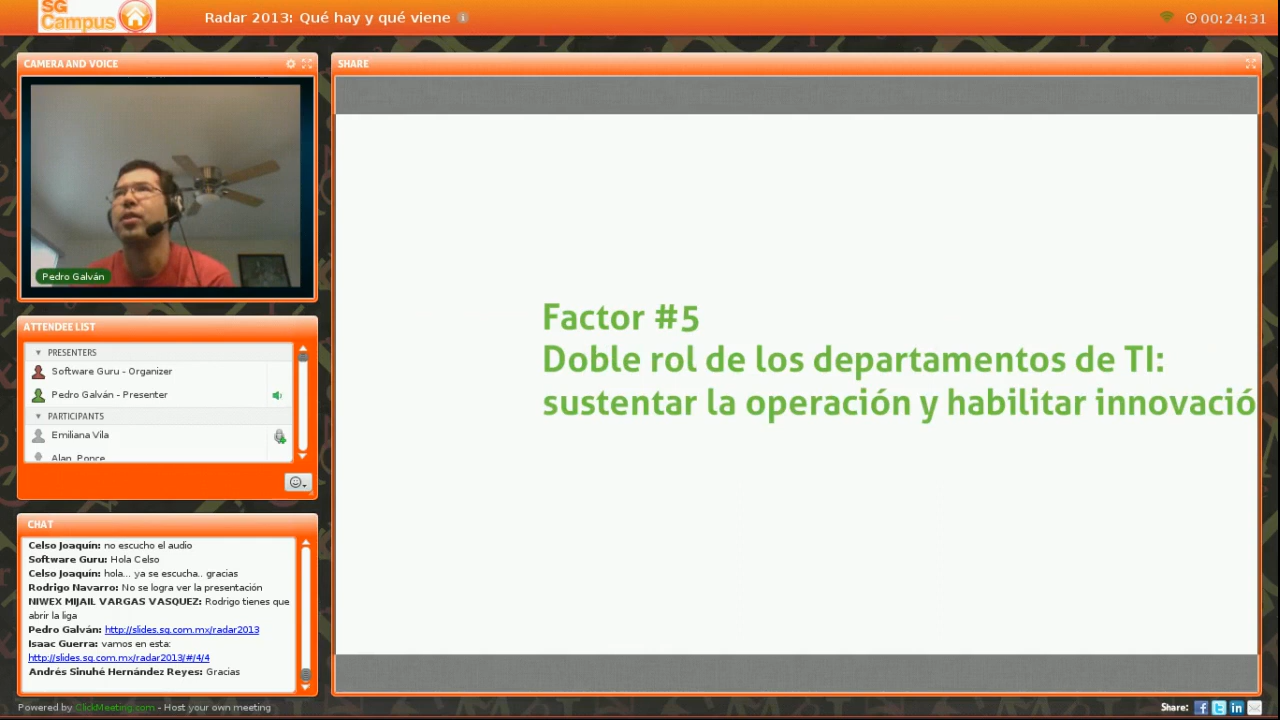 SG
Campus
Radar 2013: Qué hay y qué viene
00:24:31
CAMERA AND VOICE
Pedro Galván
SHARE
Factor #5
Doble rol de los departamentos de TI:
sustentar la operación y habilitar innovació
ATTENDEE LIST
PRESENTERS
Software Guru - Organizer
Pedro Galván - Presenter
PARTICIPANTS
Emiliana Vila
Alan Ponce
CHAT
Celso Joaquín: no escucho el audio
Software Guru: Hola Celso
Celso Joaquín: hola... ya se escucha.. gracias
Rodrigo Navarro: No se logra ver la presentación
NIWEX MIJAIL VARGAS VASQUEZ: Rodrigo tienes que
abrir la liga
Pedro Galván: http://slides.sg.com.mx/radar2013
Isaac Guerra: vamos en esta:
http://slides.sg.com.mx/radar2013/#/4/4
Andrés Sinuhé Hernández Reyes: Gracias
Powered by ClickMeeting.com - Host your own meeting
Share: